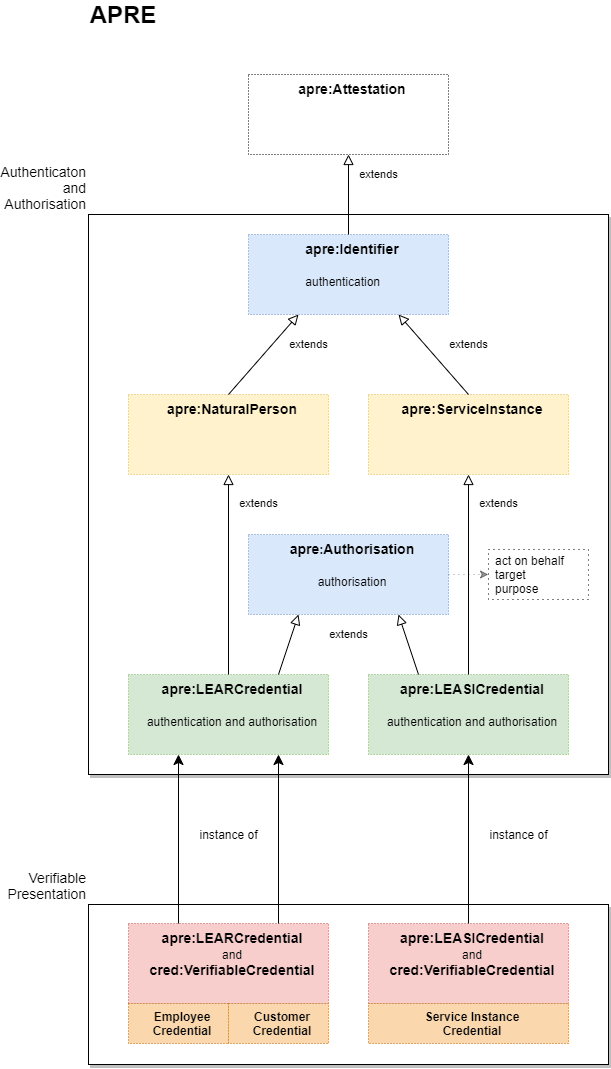 APRE
apre:Attestation
extends
Authenticaton
and
Authorisation
apre:Identifier
authentication
extends
extends
apre:NaturalPerson
apre:ServiceInstance
extends
extends
apre:Authorisation
authorisation
act on behalf
target
purpose
extends
apre:LEARCredential
authentication and authorisation
apre:LEASICredential
authentication and authorisation
instance of
instance of
Verifiable
Presentation
apre:LEARCredential
and
cred:VerifiableCredential
Employee
Credential
Customer
Credential
apre:LEASICredential
and
cred:VerifiableCredential
Service Instance
Credential